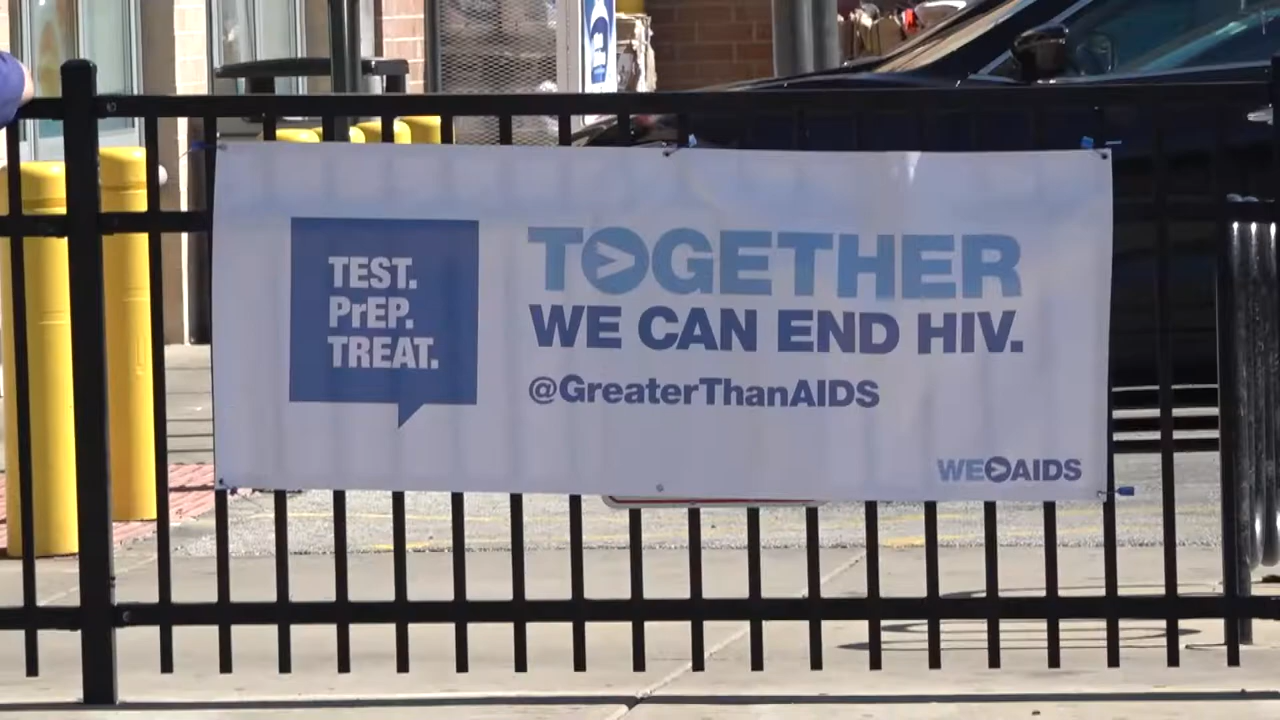 TEST.
PrEP.
TREAT.
TOGETHER
WE CAN END HIV.
@GreaterThanAIDS
WE>AIDS